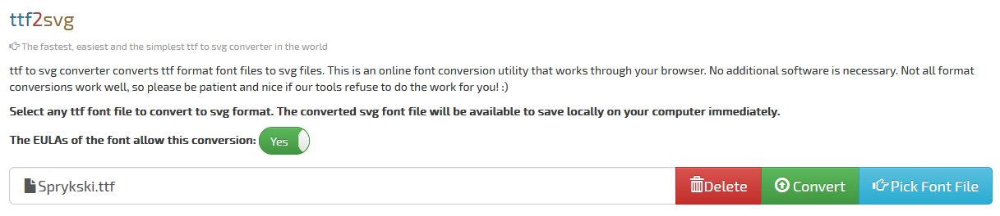 ttf2svg
The fastest, easiest and the simplest ttf to svg converter in the world
ttf to svg converter converts ttf format font files to svg files. This is an online font conversion utility that works through your browser. No additional software is necessary. Not all format
conversions work well, so please be patient and nice if our tools refuse to do the work for you! :)
Select any ttf font file to convert to svg format. The converted svg font file will be available to save locally on your computer immediately.
The EULAs of the font allow this conversion: Yes
Sprykski.ttf Delete Convert Pick Font File